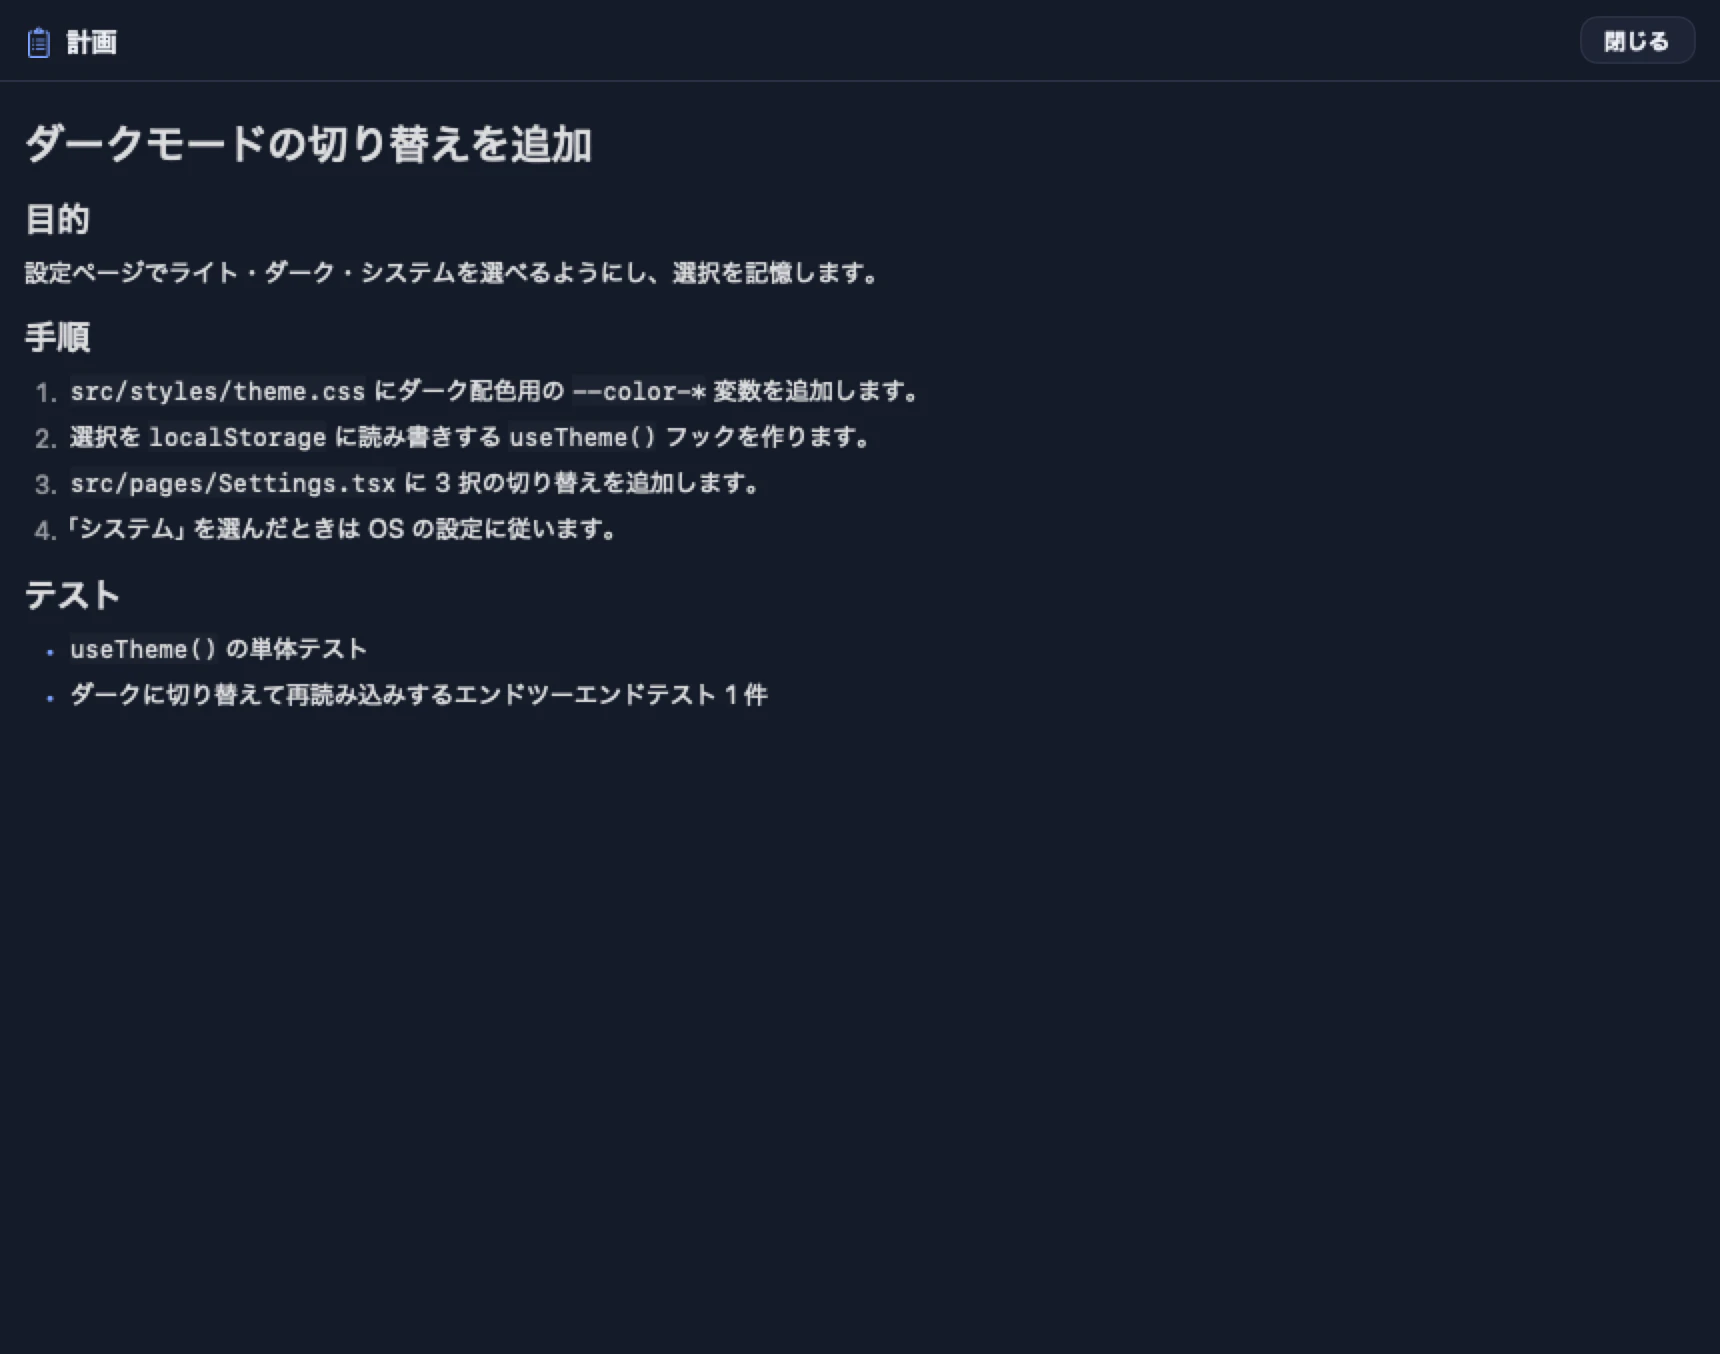 計画
閉じる
ダークモードの切り替えを追加
目的
設定ページでライト・ダーク・システムを選べるようにし、選択を記憶します。
手順
1. src/styles/theme.css にダーク配色用の --color-* 変数を追加します。
2. 選択を localStorage に読み書きする useTheme() フックを作ります。
3. src/pages/Settings.tsx に 3 択の切り替えを追加します。
4. 「システム」を選んだときは OS の設定に従います。
テスト
• useTheme() の単体テスト
• ダークに切り替えて再読み込みするエンドツーエンドテスト 1 件